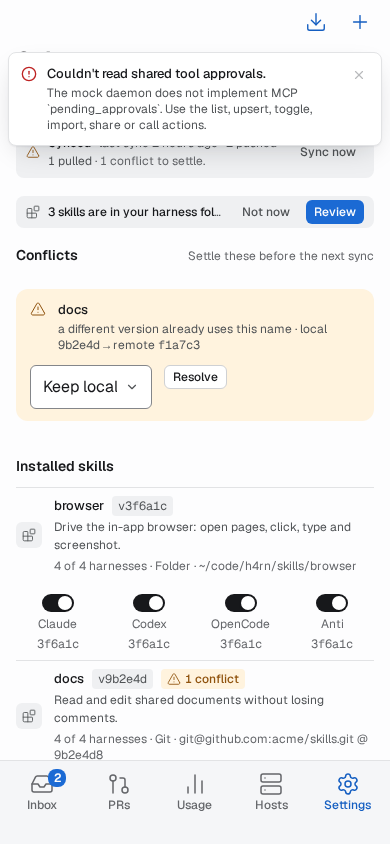 Couldn't read shared tool approvals.
The mock daemon does not implement MCP
`pending_approvals`. Use the list, upsert, toggle,
import, share or call actions.
1 pulled · 1 conflict to settle.
Sync now
3 skills are in your harness fol…
Not now
Review
Conflicts
Settle these before the next sync
docs
a different version already uses this name · local
9b2e4d→remote f1a7c3
Keep local
Resolve
Installed skills
browser v3f6a1c
Drive the in-app browser: open pages, click, type and
screenshot.
4 of 4 harnesses · Folder · ~/code/h4rn/skills/browser
Claude Codex OpenCode Anti
3f6a1c 3f6a1c 3f6a1c 3f6a1c
docs v9b2e4d 1 conflict
Read and edit shared documents without losing
comments.
4 of 4 harnesses · Git · git@github.com:acme/skills.git @
9b2e4d8
2
Inbox PRs Usage Hosts Settings